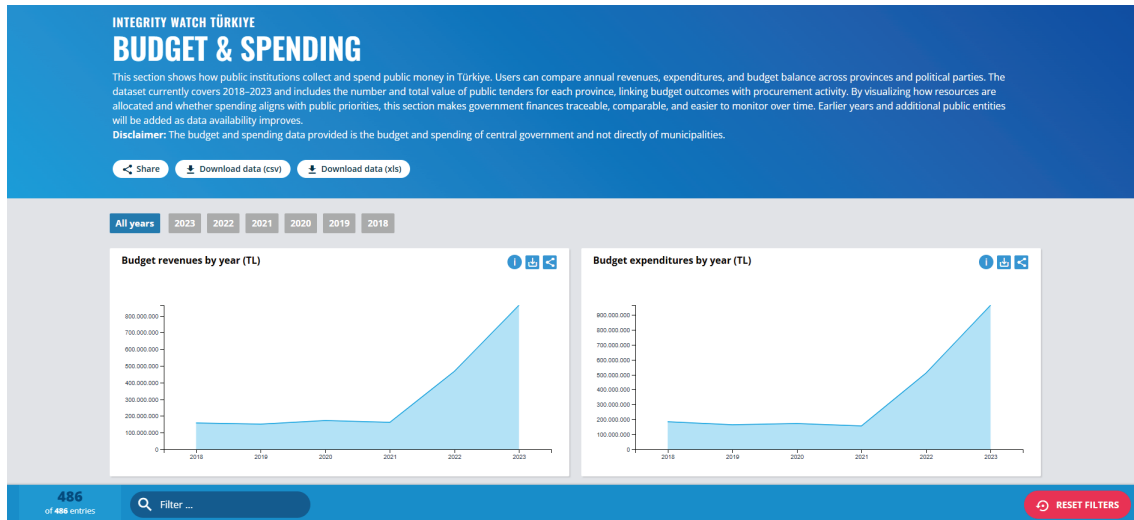 INTEGRITY WATCH TÜRKIYE
BUDGET & SPENDING
This section shows how public institutions collect and spend public money in Türkiye. Users can compare annual revenues, expenditures, and budget balance across provinces and political parties. The
dataset currently covers 2018–2023 and includes the number and total value of public tenders for each province, linking budget outcomes with procurement activity. By visualizing how resources are
allocated and whether spending aligns with public priorities, this section makes government finances traceable, comparable, and easier to monitor over time. Earlier years and additional public entities
will be added as data availability improves.
Disclaimer: The budget and spending data provided is the budget and spending of central government and not directly of municipalities.
Share Download data (csv) Download data (xls)
All years 2023 2022 2021 2020 2019 2018
Budget revenues by year (TL)
800.000.000
700.000.000
600.000.000
500.000.000
400.000.000
300.000.000
200.000.000
100.000.000
0
2018 2019 2020 2021 2022 2023
Budget expenditures by year (TL)
900.000.000
800.000.000
700.000.000
600.000.000
500.000.000
400.000.000
300.000.000
200.000.000
100.000.000
0
2018 2019 2020 2021 2022 2023
486
of 486 entries
Filter ...
RESET FILTERS